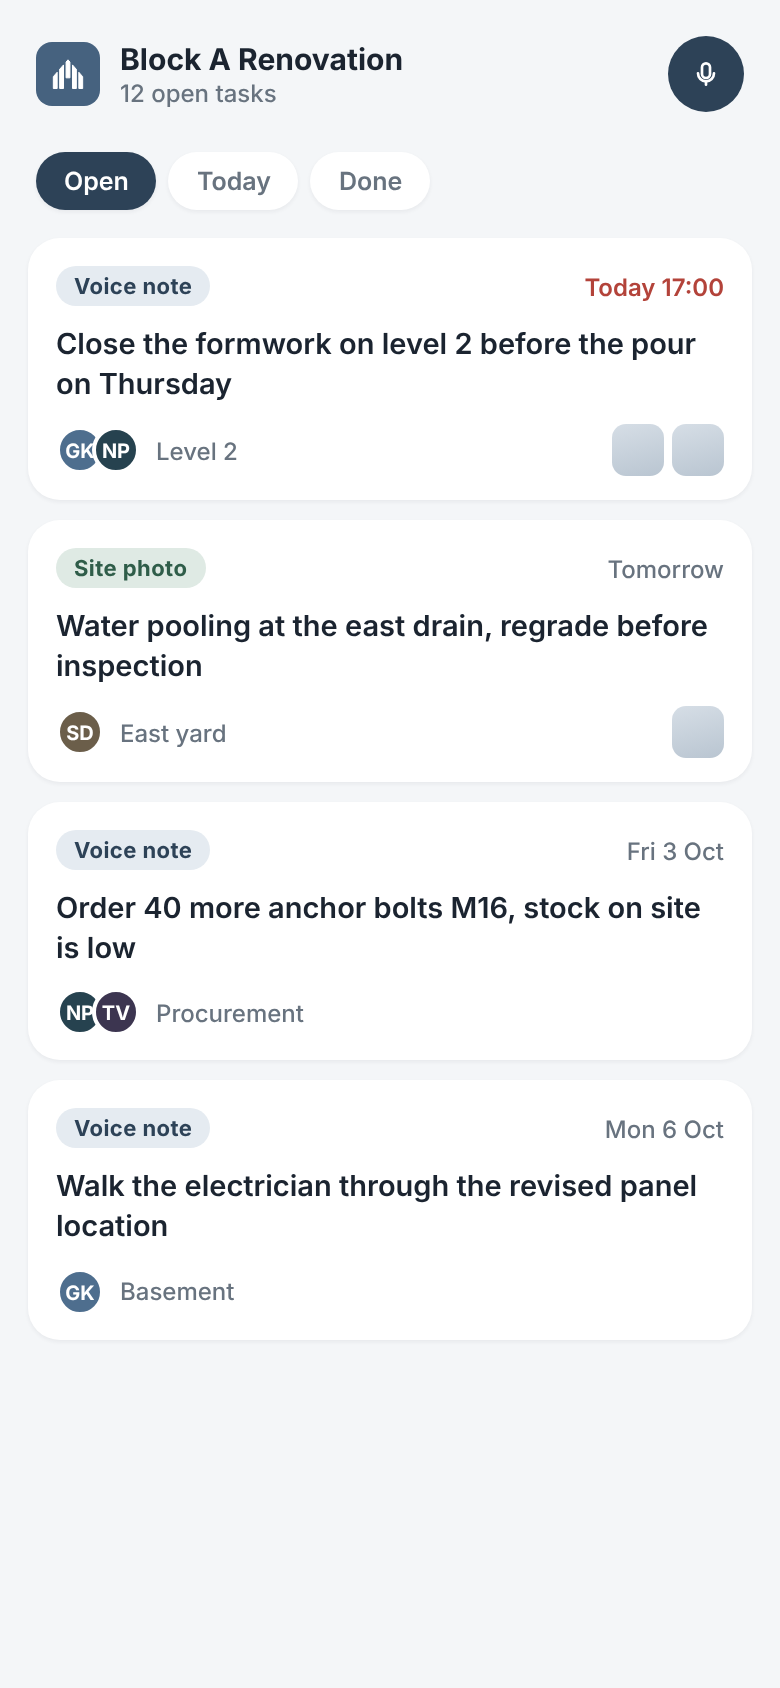 Block A Renovation
12 open tasks
Open Today Done
Voice note Today 17:00
Close the formwork on level 2 before the pour
on Thursday
GK NP Level 2
Site photo Tomorrow
Water pooling at the east drain, regrade before
inspection
SD East yard
Voice note Fri 3 Oct
Order 40 more anchor bolts M16, stock on site
is low
NP TV Procurement
Voice note Mon 6 Oct
Walk the electrician through the revised panel
location
GK Basement